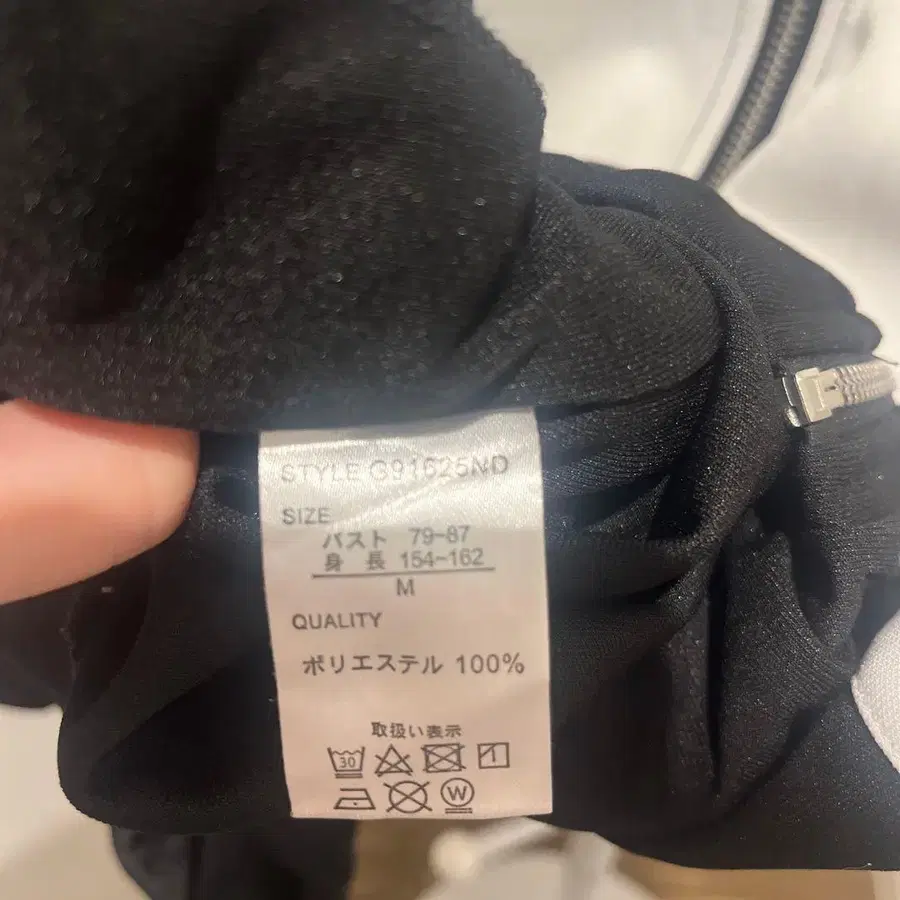 STYLE G91625ND
SIZE
バスト 79~87
身長 154~162
M
QUALITY
ポリエステル 100%
取扱い表示
30
W